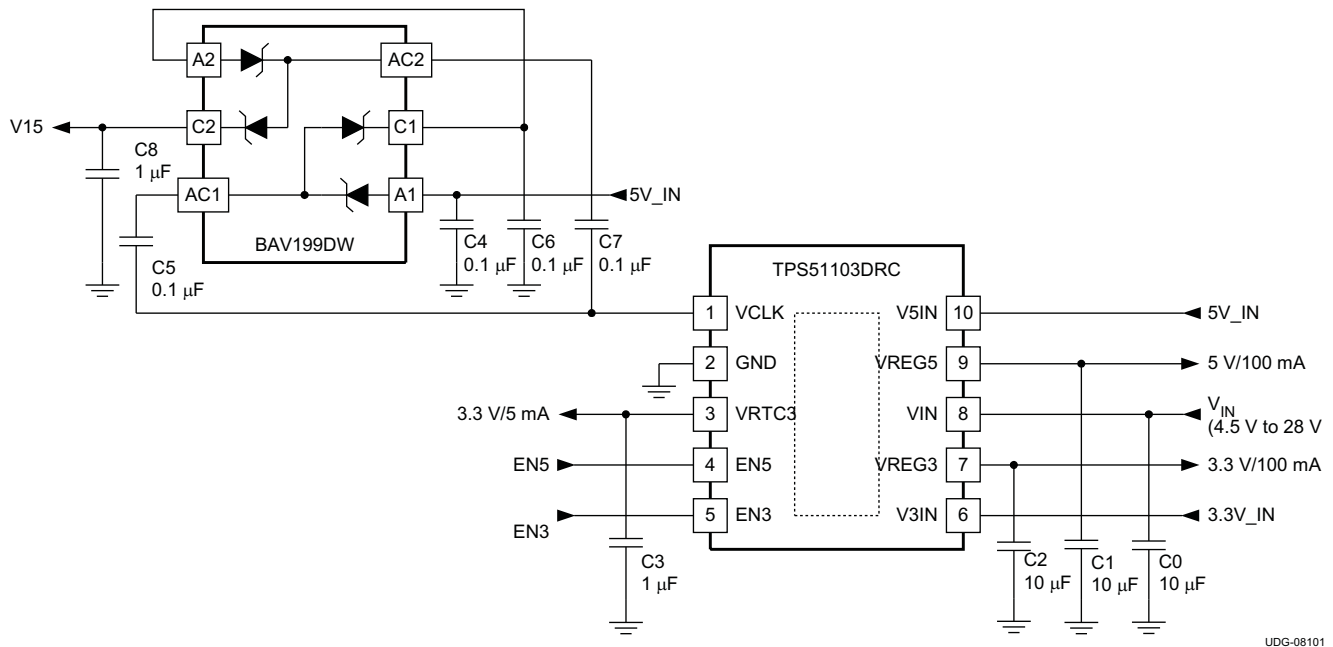 A2
AC2
V15
C2
C1
C8
1 μF
AC1
A1
5V_IN
BAV199DW
C4
0.1 μF
C6
0.1 μF
C7
0.1 μF
C5
0.1 μF
TPS51103DRC
1 VCLK
V5IN 10
5V_IN
2 GND
VREG5 9
5 V/100 mA
3.3 V/5 mA
3 VRTC3
VIN 8
VIN
(4.5 V to 28 V
EN5
4 EN5
VREG3 7
3.3 V/100 mA
EN3
5 EN3
V3IN 6
3.3V_IN
C3
1 μF
C2
10 μF
C1
10 μF
C0
10 μF
UDG-08101